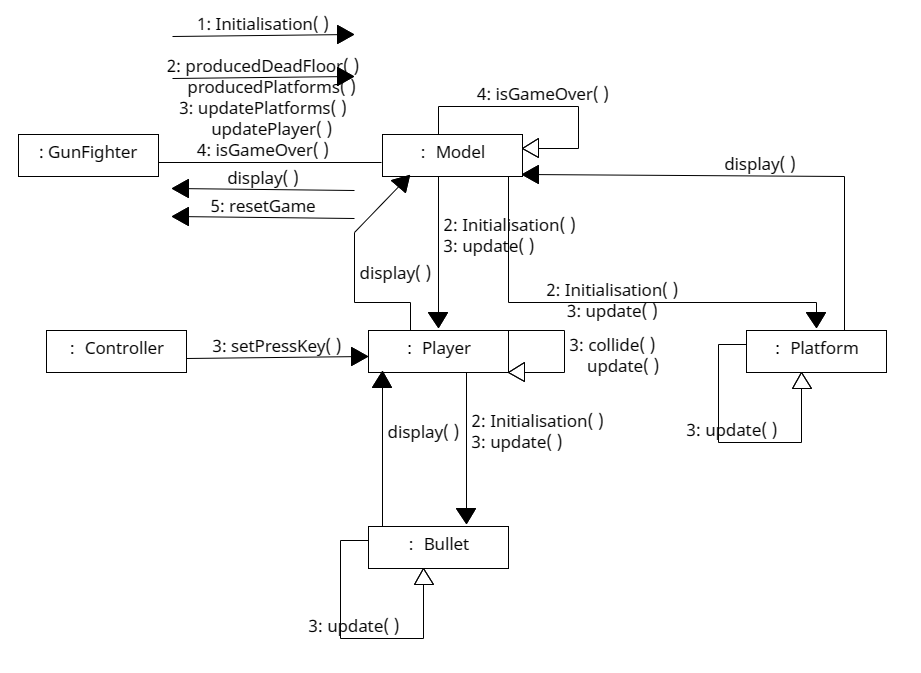 1: Initialisation( )
2: producedDeadFloor( )
producedPlatforms( )
3: updatePlatforms( )
updatePlayer( )
4: isGameOver( )
4: isGameOver( )
: GunFighter
: Model
display( )
display( )
5: resetGame
2: Initialisation( )
3: update( )
display( )
2: Initialisation( )
3: update( )
: Controller
3: setPressKey( )
: Player
3: collide( )
update( )
: Platform
display( )
2: Initialisation( )
3: update( )
3: update( )
: Bullet
3: update( )